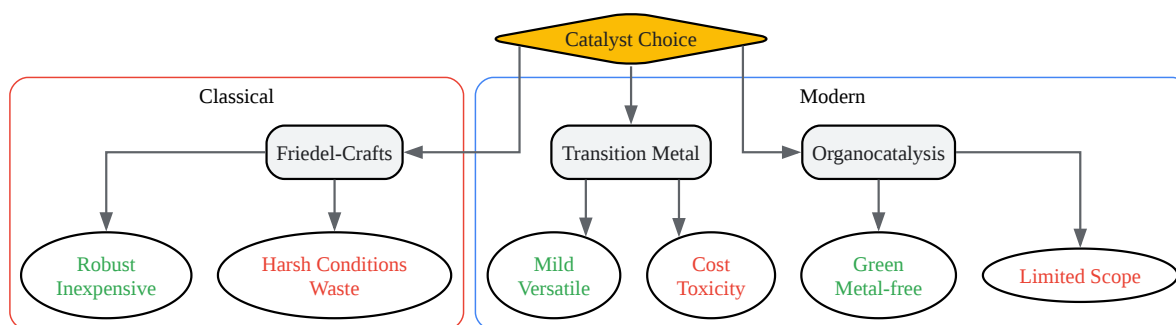 Catalyst Choice
Classical
Modern
Friedel-Crafts
Transition Metal
Organocatalysis
Robust
Inexpensive
Harsh Conditions
Waste
Mild
Versatile
Cost
Toxicity
Green
Metal-free
Limited Scope